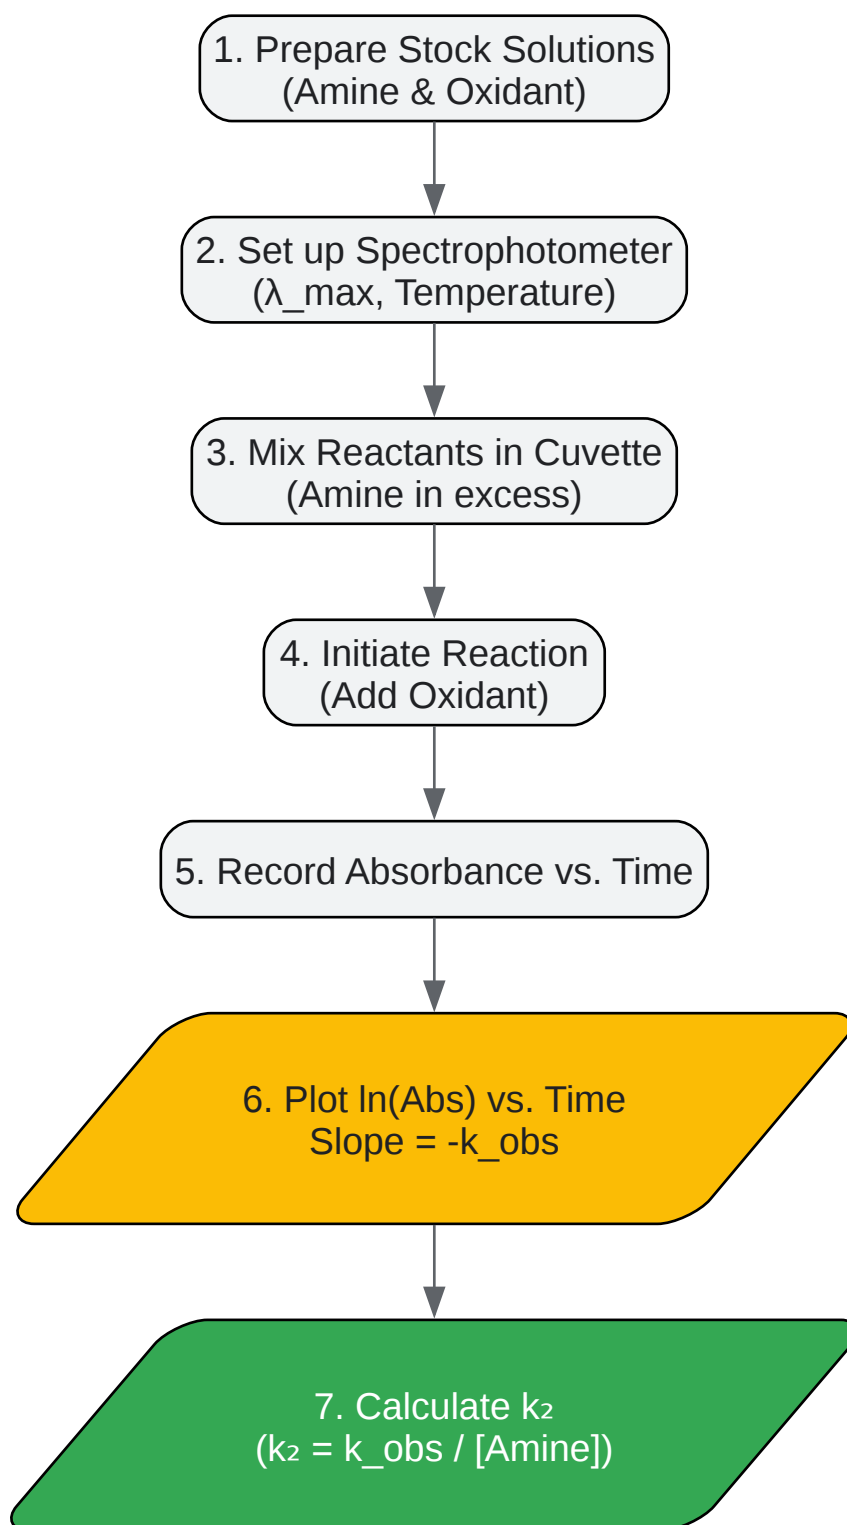 1. Prepare Stock Solutions
(Amine & Oxidant)
2. Set up Spectrophotometer
(λ_max, Temperature)
3. Mix Reactants in Cuvette
(Amine in excess)
4. Initiate Reaction
(Add Oxidant)
5. Record Absorbance vs. Time
6. Plot ln(Abs) vs. Time
Slope = -k_obs
7. Calculate k₂
(k₂ = k_obs / [Amine])